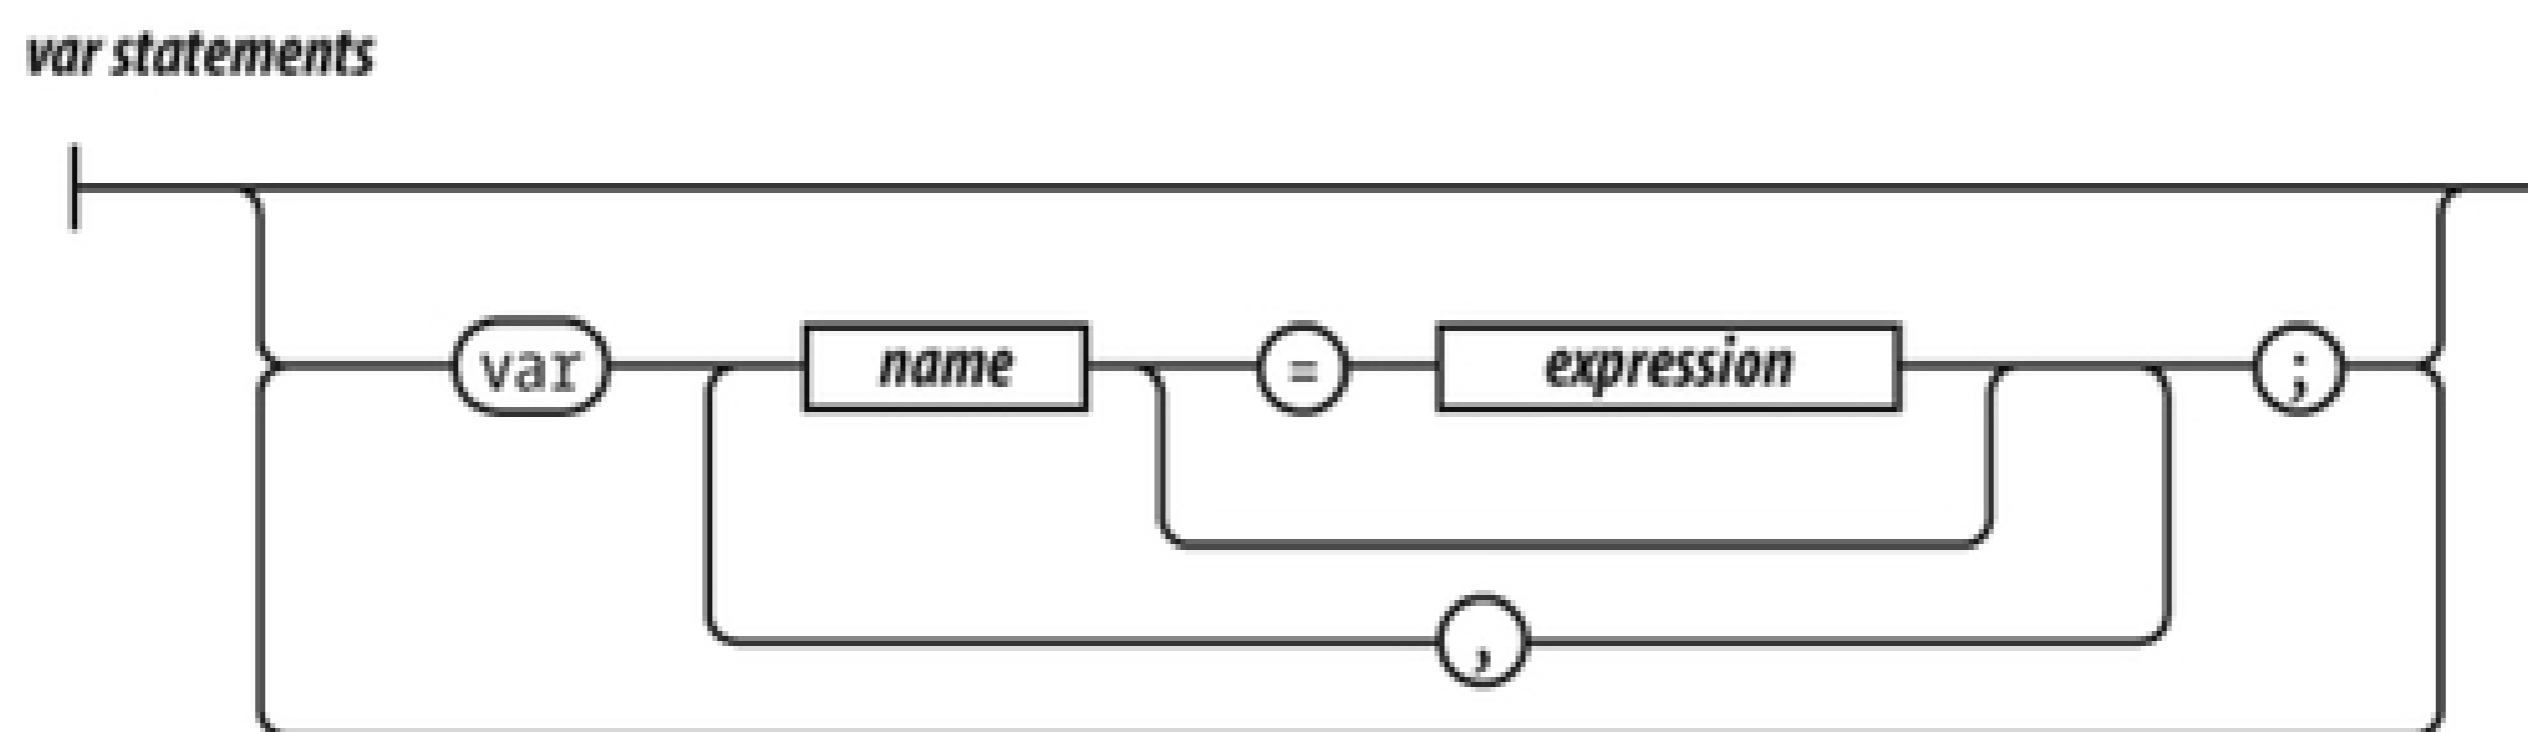 var statements
var name = expression ;
,